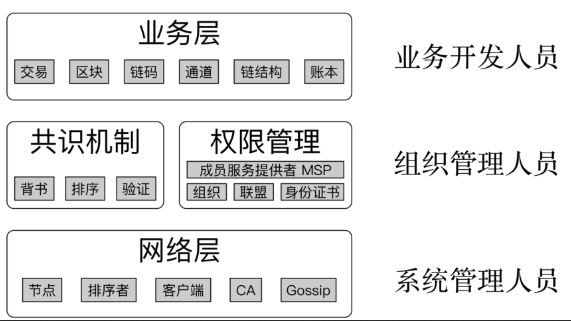 业务层
交易 区块 链码 通道 链结构 账本
业务开发人员
共识机制
背书 排序 验证
权限管理
成员服务提供者 MSP
组织 联盟 身份证书
组织管理人员
网络层
节点 排序者 客户端 CA Gossip
系统管理人员